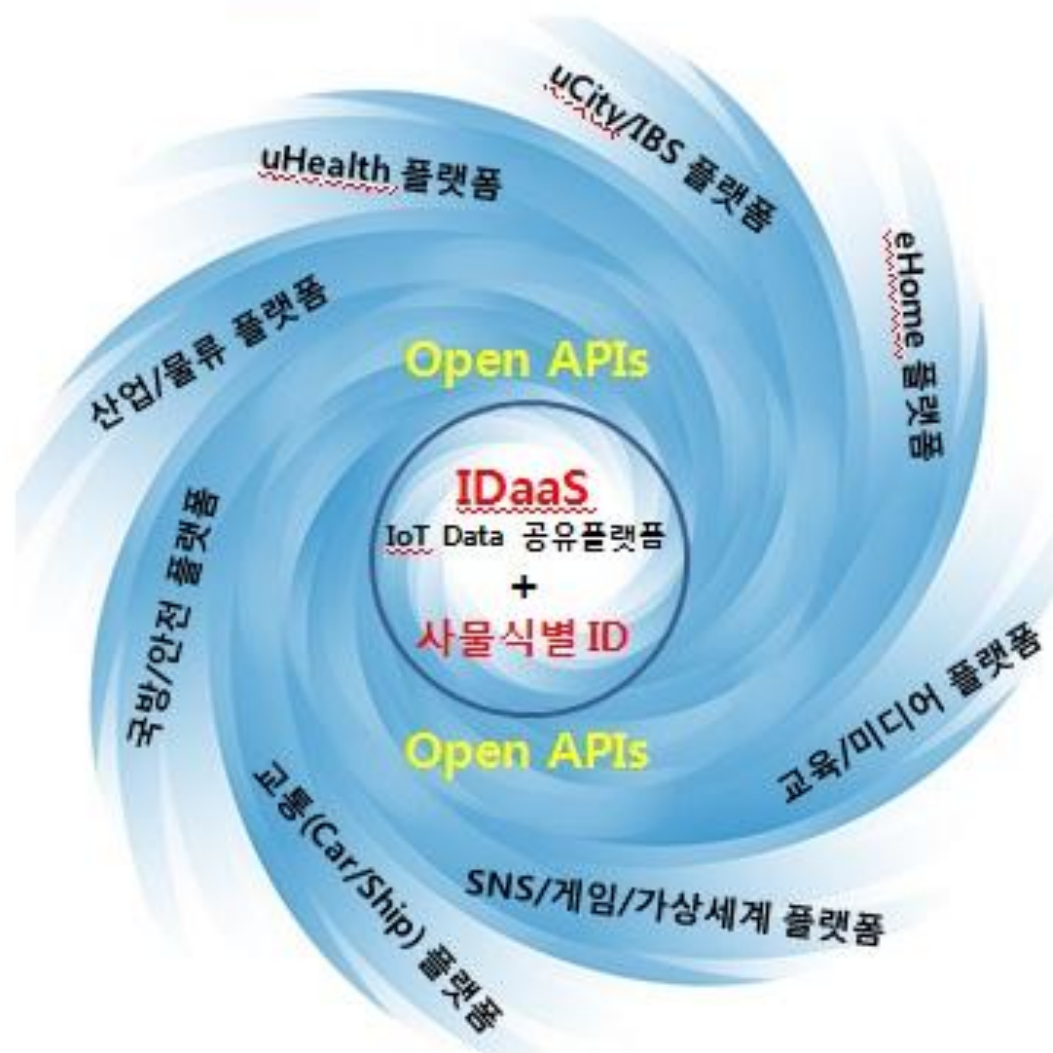 uCity/IBS 플랫폼
uHealth 플랫폼
eHome 플랫폼
산업/물류 플랫폼
Open APIs
IDaaS
IoT Data 공유플랫폼
+
사물식별 ID
국방/안전 플랫폼
Open APIs
교육/미디어 플랫폼
교통(Car/Ship) 플랫폼
SNS/게임/가상세계 플랫폼